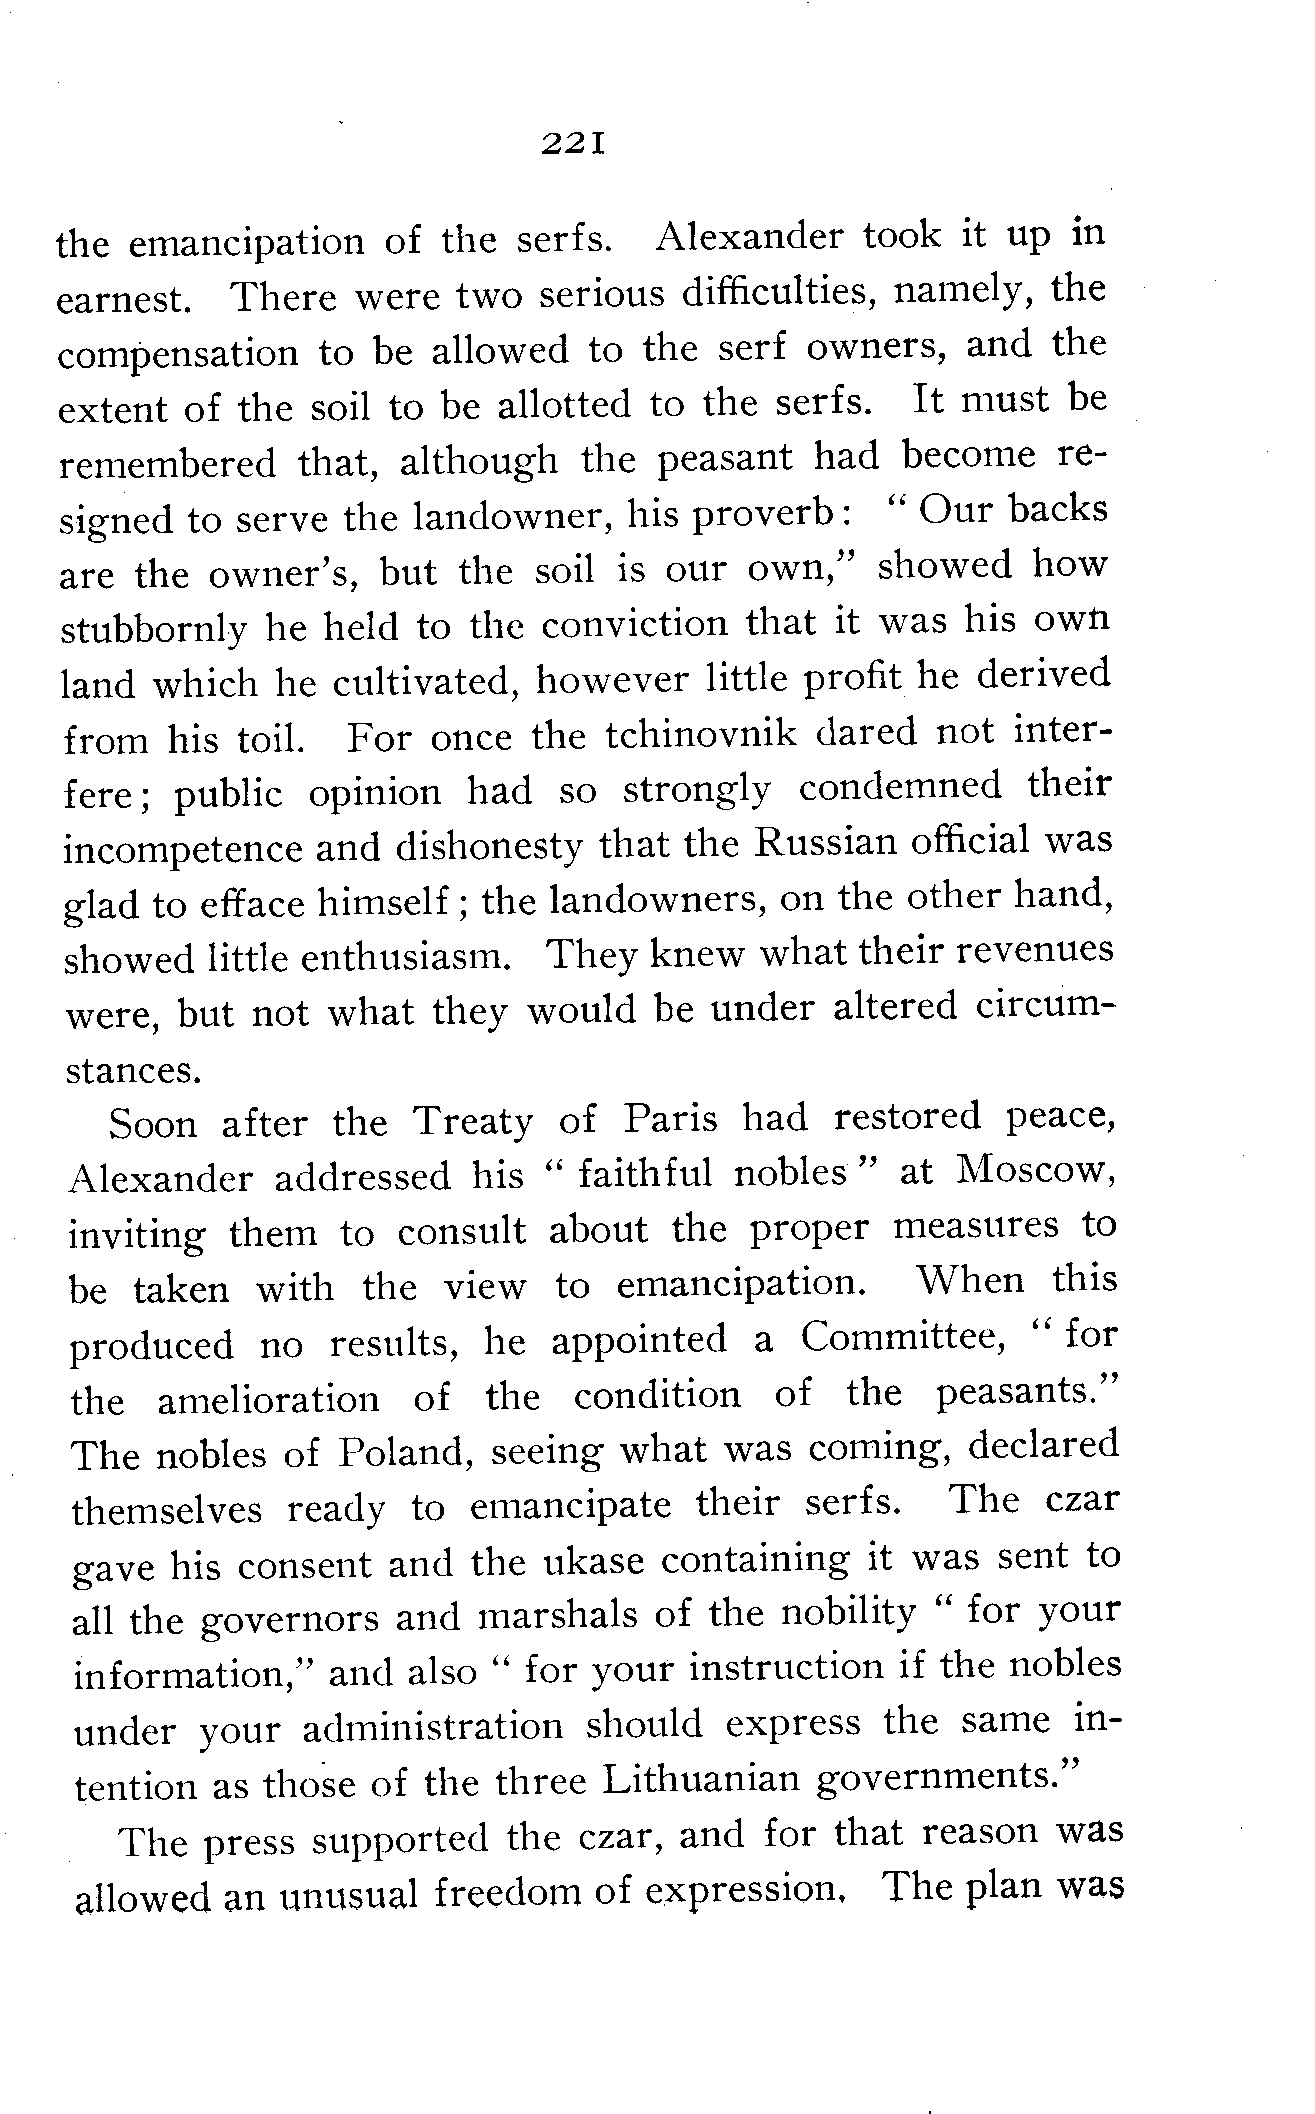 221
the emancipation of the serfs. Alexander took it up in
earnest. There were two serious difficulties, namely, the
compensation to be allowed to the serf owners, and the
extent of the soil to be allotted to the serfs. It must be
remembered that, although the peasant had become re-
signed to serve the landowner, his proverb: " Our backs
are the owner's, but the soil is our own," showed how
stubbornly he held to the conviction that it was his own
land which he cultivated, however little profit he derived
from his toil. For once the tchinovnik dared not inter-
fere; public opinion had so strongly condemned their
incompetence and dishonesty that the Russian official was
glad to efface himself; the landowners, on the other hand,
showed little enthusiasm. They knew what their revenues
were, but not what they would be under altered circum-
stances.
Soon after the Treaty of Paris had restored peace,
Alexander addressed his " faithful nobles " at Moscow,
inviting them to consult about the proper measures to
be taken with the view to emancipation. When this
produced no results, he appointed a Committee, " for
the amelioration of the condition of the peasants."
The nobles of Poland, seeing what was coming, declared
themselves ready to emancipate their serfs. The czar
gave his consent and the ukase containing it was sent to
all the governors and marshals of the nobility " for your
information," and also " for your instruction if the nobles
under your administration should express the same in-
tention as those of the three Lithuanian governments."
The press supported the czar, and for that reason was
allowed an unusual freedom of expression. The plan was